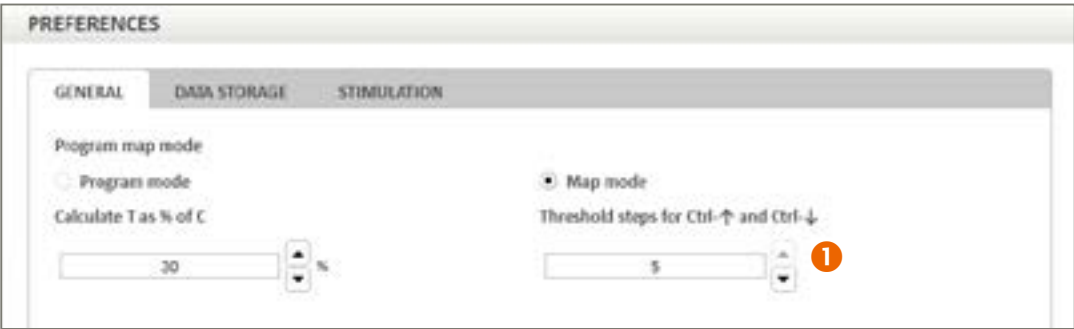 PREFERENCES
GENERAL DATA STORAGE STIMULATION
Program map mode
Program mode Map mode
Calculate T as % of C Threshold steps for Ctrl-↑ and Ctrl-↓
20 % 5 1